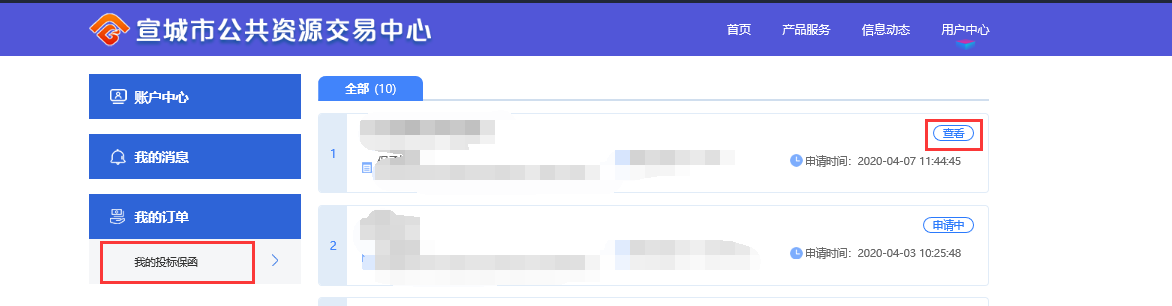 宣城市公共资源交易中心
首页 产品服务 信息动态 用户中心
账户中心
我的消息
我的订单
我的投标保函
全部 (10)
1
查看
申请时间：2020-04-07 11:44:45
2
申请中
申请时间：2020-04-03 10:25:48